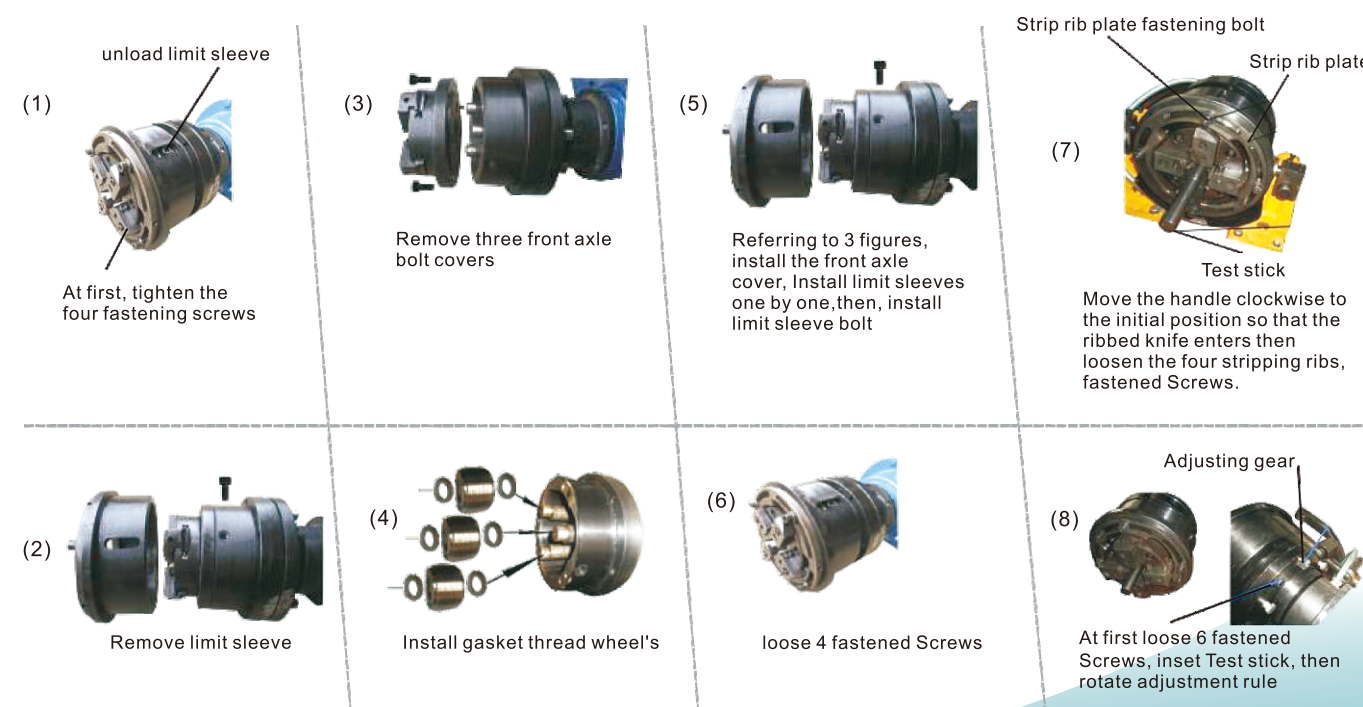 (1)
unload limit sleeve
At first, tighten the
four fastening screws
(2)
Remove limit sleeve
(3)
Remove three front axle
bolt covers
(4)
Install gasket thread wheel's
(5)
Referring to 3 figures,
install the front axle
cover, Install limit sleeves
one by one,then, install
limit sleeve bolt
(6)
loose 4 fastened Screws
(7)
Strip rib plate fastening bolt
Strip rib plate
Test stick
Move the handle clockwise to
the initial position so that the
ribbed knife enters then
loosen the four stripping ribs,
fastened Screws.
(8)
Adjusting gear
At first loose 6 fastened
Screws, inset Test stick, then
rotate adjustment rule